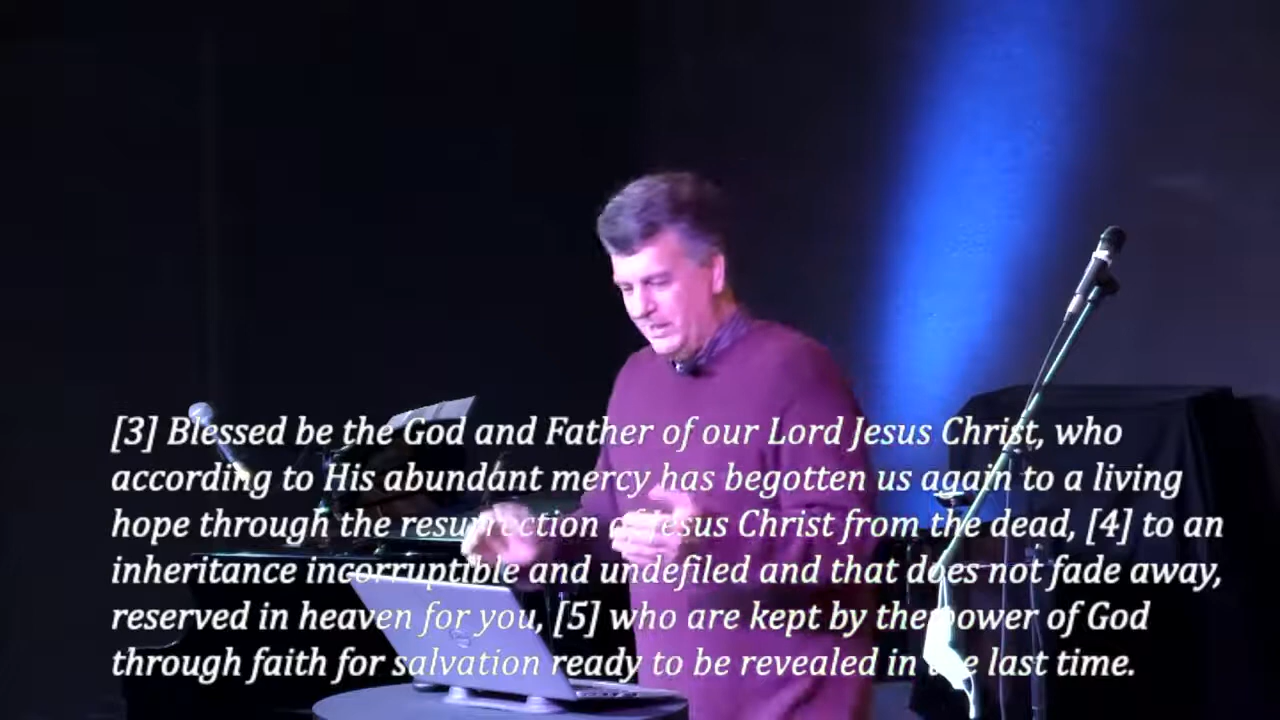 [3] Blessed be the God and Father of our Lord Jesus Christ, who
according to His abundant mercy has begotten us again to a living
hope through the resurrection of Jesus Christ from the dead, [4] to an
inheritance incorruptible and undefiled and that does not fade away,
reserved in heaven for you, [5] who are kept by the power of God
through faith for salvation ready to be revealed in the last time.